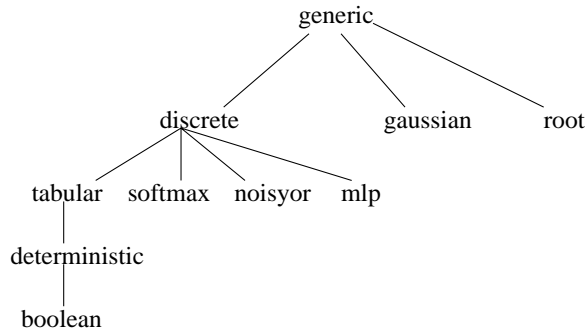 generic
discrete gaussian root
tabular softmax noisyor mlp
deterministic
boolean